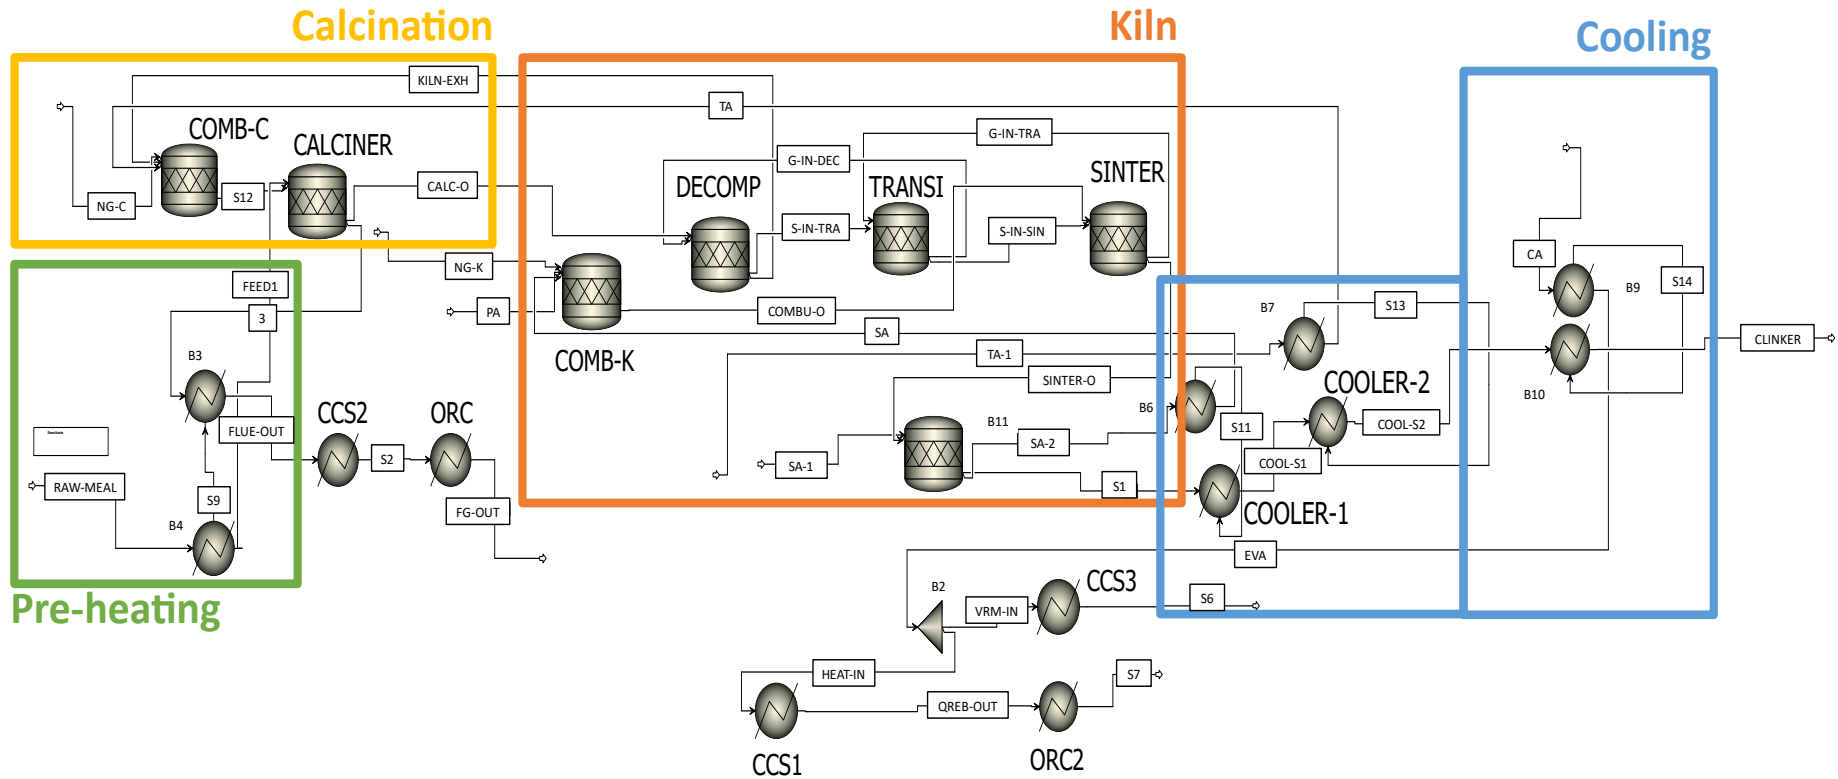 Calcination
Kiln
Cooling
KILN-EXH
TA
COMB-C
CALCINER
G-IN-TRA
G-IN-DEC
SINTER
DECOMP
TRANSI
CALC-O
S12
NG-C
S-IN-TRA
S-IN-SIN
CA
B9
S14
NG-K
FEED1
3
PA
COMBU-O
B7
S13
SA
COMB-K
TA-1
CLINKER
B3
SINTER-O
COOLER-2
B10
CCS2
ORC
B6
B11
S11
COOL-S2
FLUE-OUT
SA-2
S2
SA-1
COOL-S1
RAW-MEAL
S9
S1
B4
FG-OUT
COOLER-1
EVA
Pre-heating
B2
CCS3
VRM-IN
S6
HEAT-IN
S7
QREB-OUT
CCS1
ORC2